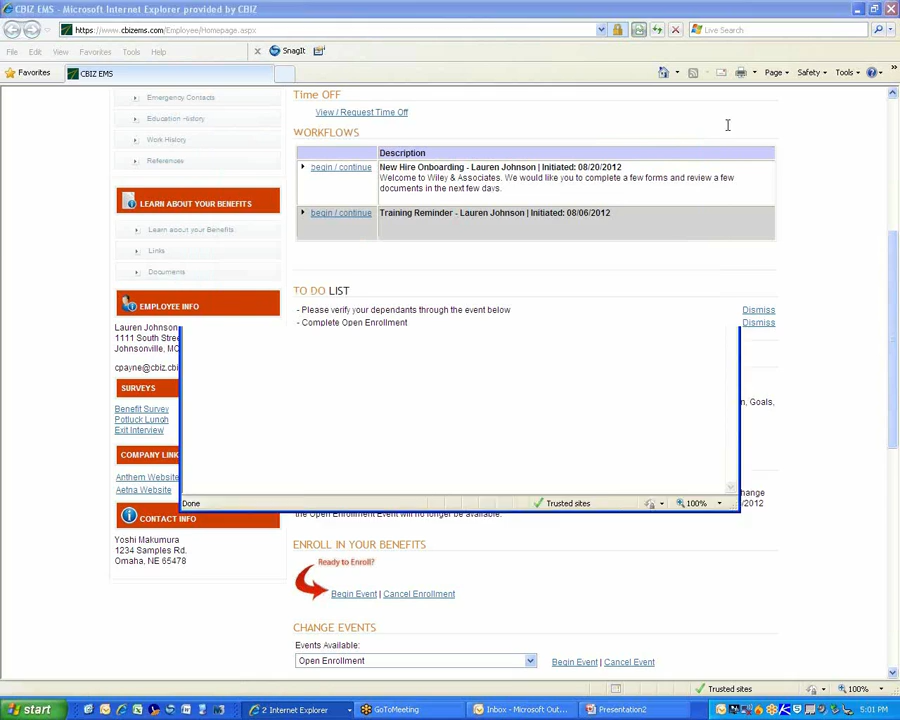 CBIZ EMS - Microsoft Internet Explorer provided by CBIZ
https://www.cbizems.com/Employee/Homepage.aspx
Live Search
File Edit View Favorites Tools Help
SnagIt
Favorites
CBIZ EMS
Page
Safety
Tools
Emergency Contacts
Education History
Work History
References
LEARN ABOUT YOUR BENEFITS
Learn about your Benefits
Links
Documents
EMPLOYEE INFO
Lauren Johnson
1111 South Stree
Johnsonville, MO
cpayne@cbiz.cbi
SURVEYS
Benefit Survey
Potluck Lunch
Exit Interview
COMPANY LINK
Anthem Website
Aetna Website
CONTACT INFO
Yoshi Makumura
1234 Samples Rd.
Omaha, NE 65478
Time OFF
View / Request Time Off
WORKFLOWS
Description
begin / continue
New Hire Onboarding - Lauren Johnson | Initiated: 08/20/2012
Welcome to Wiley & Associates. We would like you to complete a few forms and review a few
documents in the next few days.
begin / continue
Training Reminder - Lauren Johnson | Initiated: 08/06/2012
TO DO LIST
- Please verify your dependants through the event below
Dismiss
- Complete Open Enrollment
Dismiss
n, Goals,
Done
Trusted sites
100%
hange
/2012
the Open Enrollment Event will no longer be available.
ENROLL IN YOUR BENEFITS
Ready to Enroll?
Begin Event | Cancel Enrollment
CHANGE EVENTS
Events Available:
Open Enrollment
Begin Event | Cancel Event
Trusted sites
100%
start
2 Internet Explorer
GoToMeeting
Inbox - Microsoft Out...
Presentation2
5:01 PM